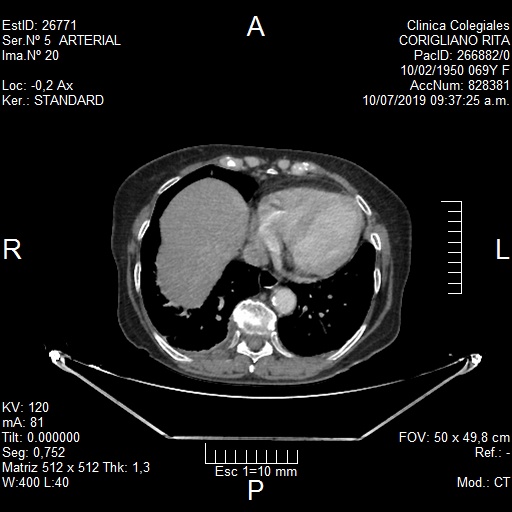 EstID: 26771
Ser.Nº 5  ARTERIAL
Ima.Nº 20
Loc: -0,2 Ax
Ker.: STANDARD
A
Clinica Colegiales
CORIGLIANO RITA
PacID: 266882/0
10/02/1950 069Y F
AccNum: 828381
10/07/2019 09:37:25 a.m.
R
L
KV: 120
mA: 81
Tilt: 0.000000
Seg: 0,752
Matriz 512 x 512 Thk: 1,3
W:400 L:40
Esc 1=10 mm
P
FOV: 50 x 49,8 cm
Ref.: -
Mod.: CT